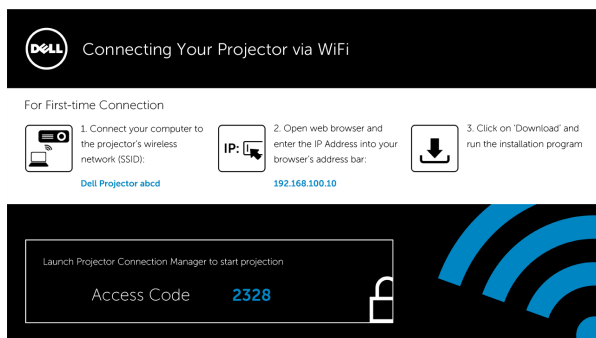 DELL
Connecting Your Projector via WiFi
For First-time Connection
1. Connect your computer to
the projector's wireless
network (SSID):
Dell Projector abcd
IP:
2. Open web browser and
enter the IP Address into your
browser's address bar:
192.168.100.10
3. Click on 'Download' and
run the installation program
Launch Projector Connection Manager to start projection
Access Code 2328